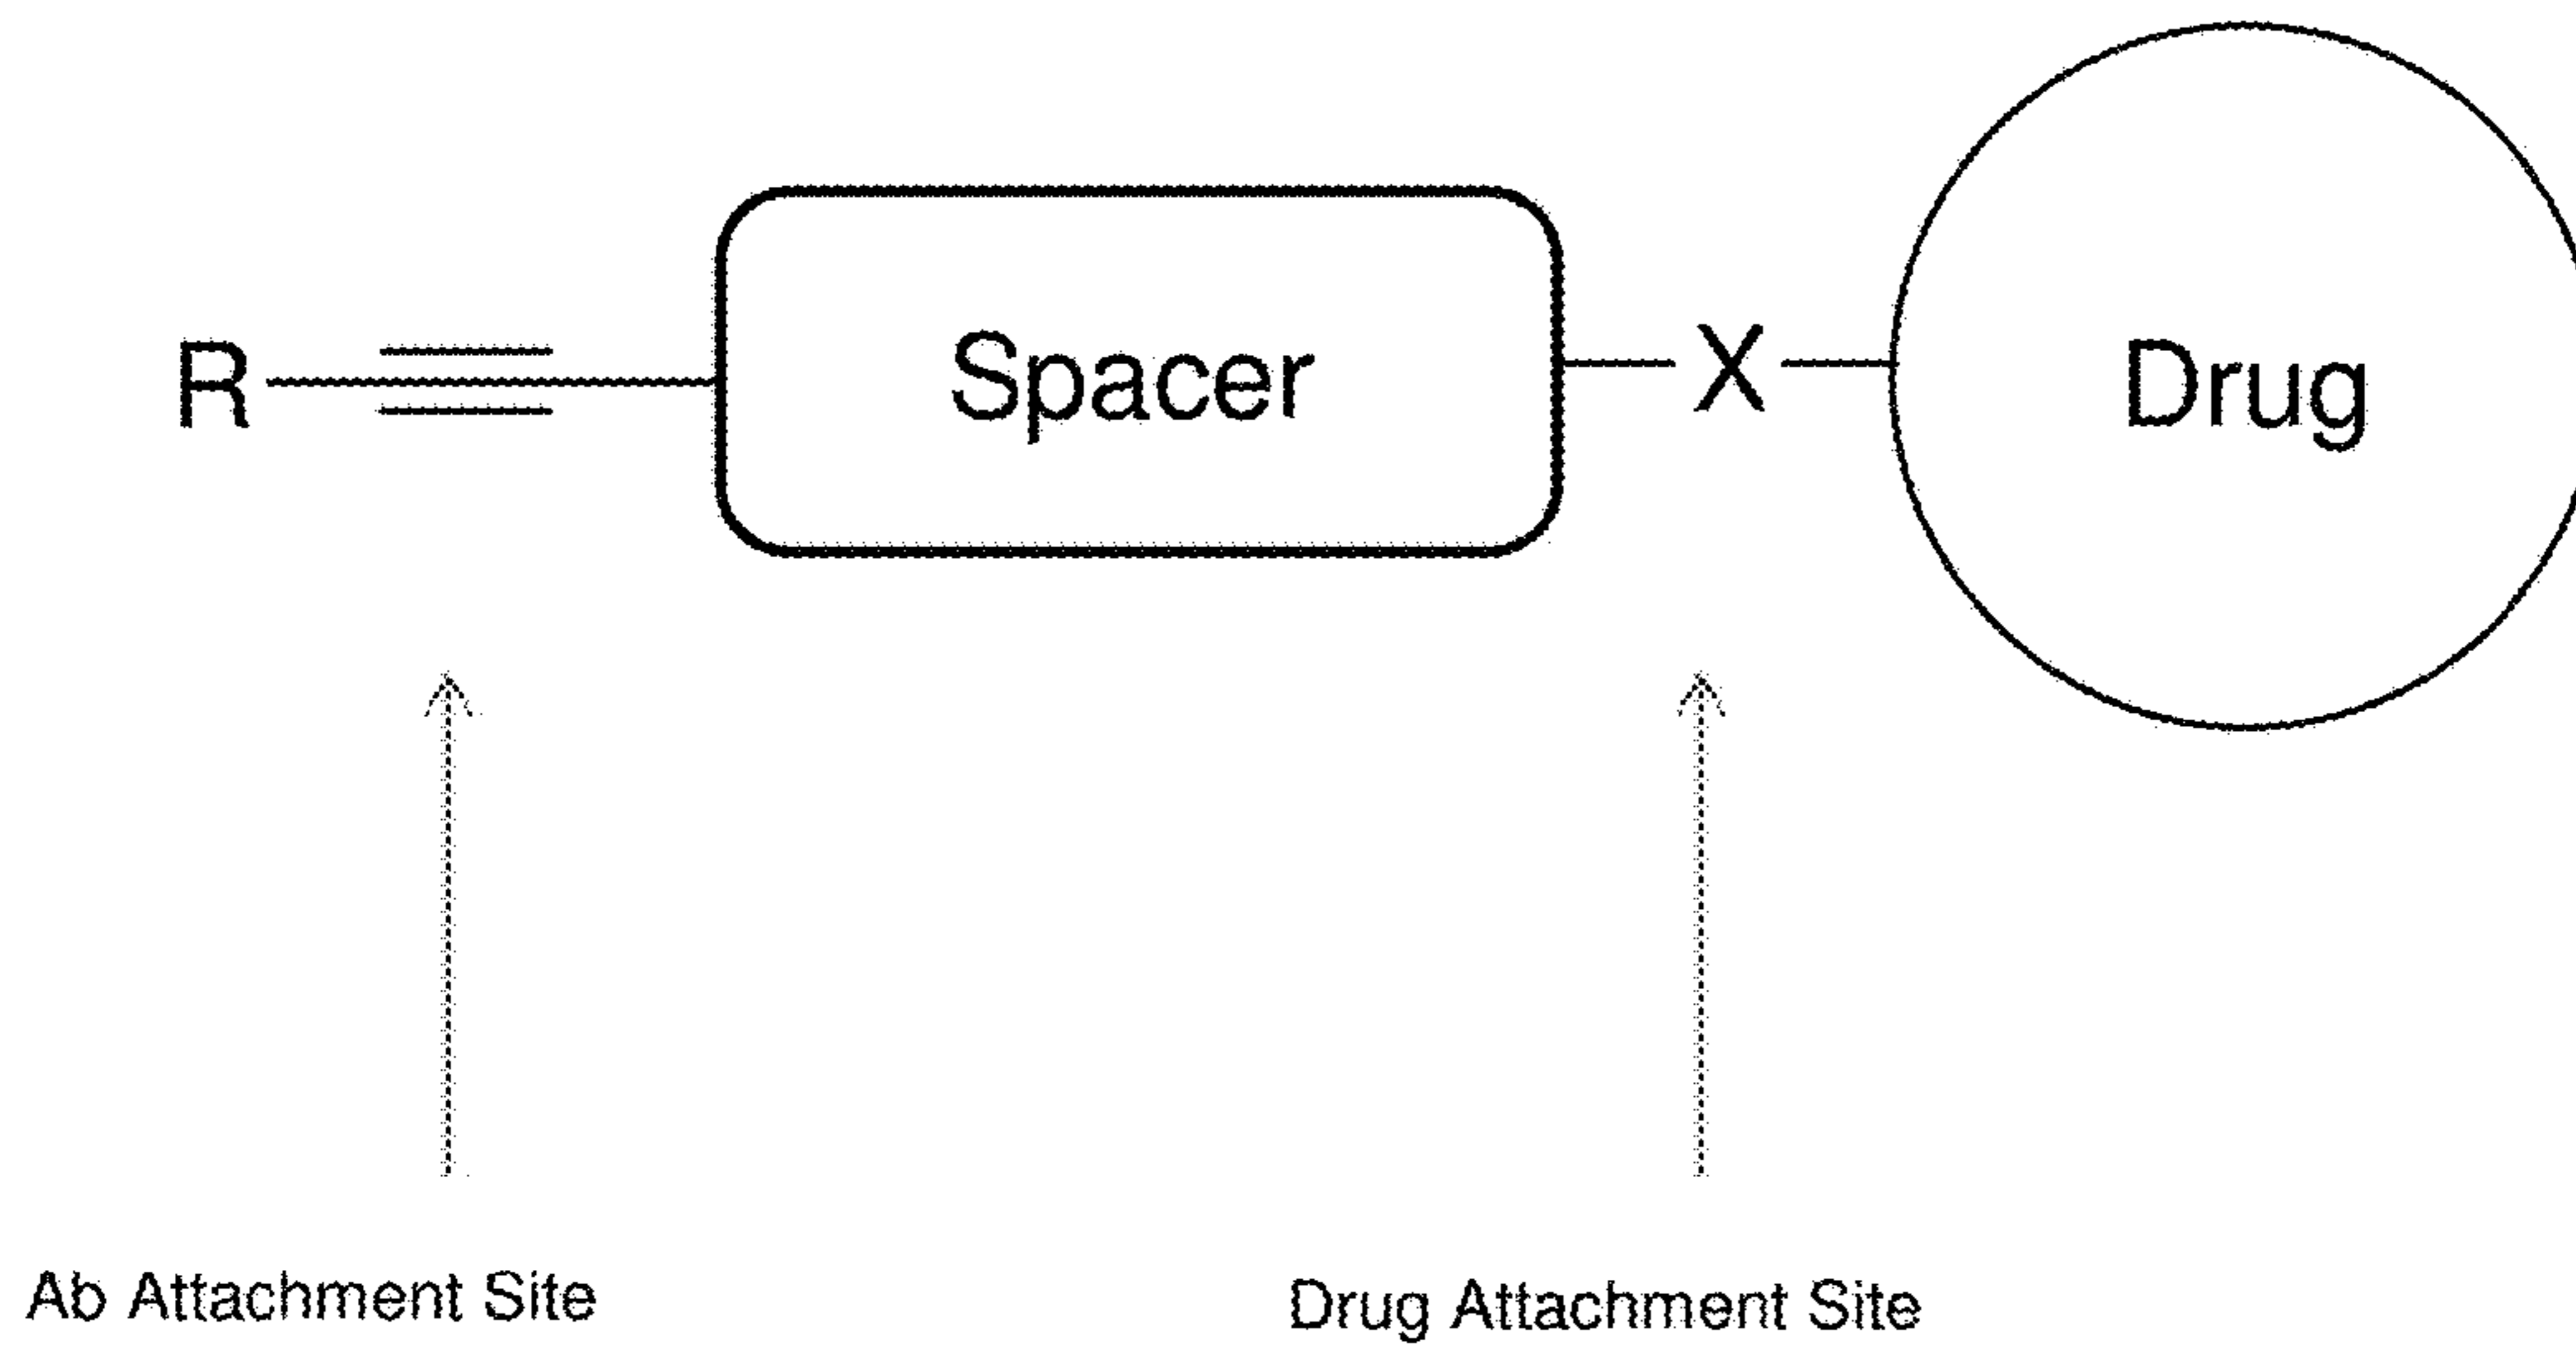 R Spacer X Drug
Ab Attachment Site
Drug Attachment Site